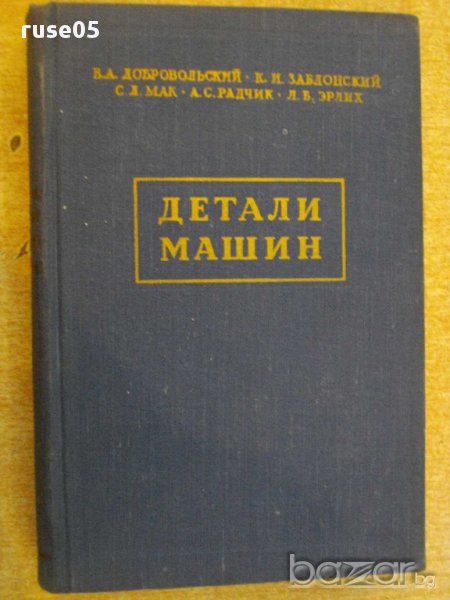 ruse05
В.А.ДОБРОВОЛЬСКИЙ · К.И.ЗАБЛОНСКИЙ
С.Л.МАК · А.С.РАДЧИК · Л.Б.ЭРЛИХ
ДЕТАЛИ
МАШИН
bazar.bg